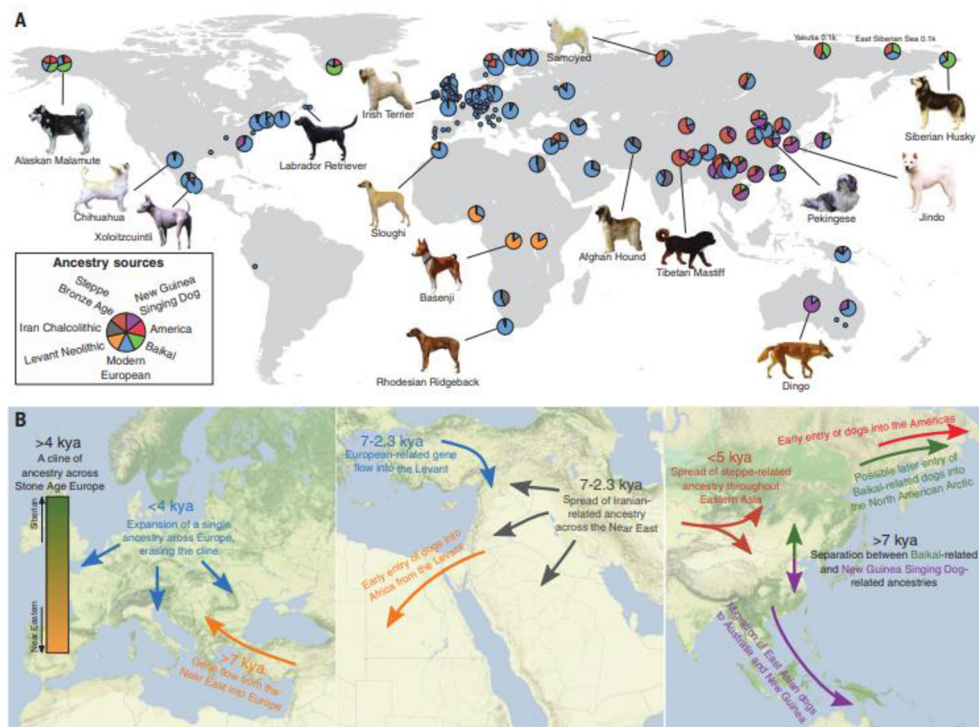 A
Samoyed
Yakutia 0.1k
East Siberian Sea 0.1k
Irish Terrier
Siberian Husky
Alaskan Malamute
Labrador Retriever
Chihuahua
Xoloitzcuintli
Sloughi
Pekingese
Jindo
Afghan Hound
Tibetan Mastiff
Basenji
Rhodesian Ridgeback
Dingo
Ancestry sources
Steppe
Bronze Age
New Guinea
Singing Dog
Iran Chalcolithic
America
Levant Neolithic
Baikal
Modern
European
B
>4 kya
A cline of
ancestry across
Stone Age Europe
Siberian
Near Eastern
<4 kya
Expansion of a single
ancestry aross Europe,
erasing the cline
>7 kya
Gene flow from the
Near East into Europe
7-2.3 kya
European-related gene
flow into the Levant
7-2.3 kya
Spread of Iranian-
related ancestry
across the Near East
Early entry of dogs into
Africa from the Levant
Early entry of dogs into the Americas
<5 kya
Spread of steppe-related
ancestry throughout
Eastern Asia
Possible later entry of
Baikal-related dogs into
the North American Arctic
>7 kya
Separation between Baikal-related
and New Guinea Singing Dog-
related ancestries
Migration of East Asian dogs
to Australia and New Guinea